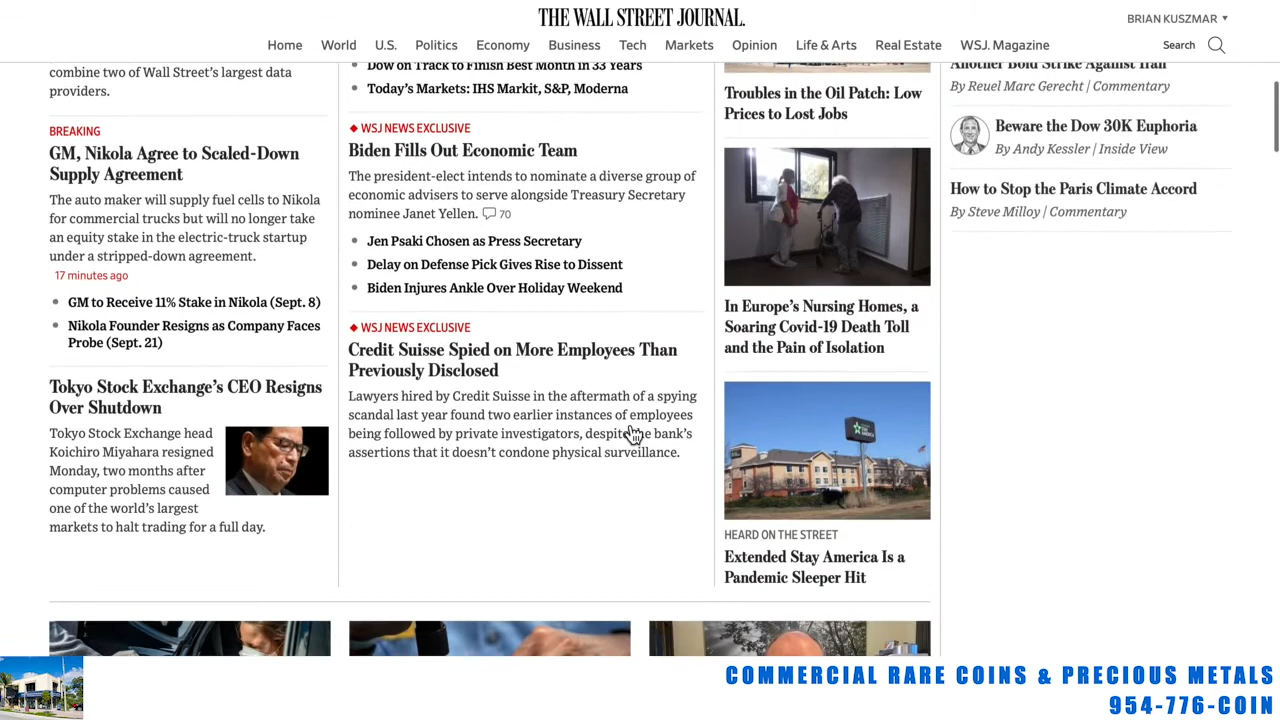 THE WALL STREET JOURNAL.
BRIAN KUSZMAR
Home World U.S. Politics Economy Business Tech Markets Opinion Life & Arts Real Estate WSJ. Magazine Search
combine two of Wall Street's largest data
providers.
BREAKING
GM, Nikola Agree to Scaled-Down
Supply Agreement
The auto maker will supply fuel cells to Nikola
for commercial trucks but will no longer take
an equity stake in the electric-truck startup
under a stripped-down agreement.
17 minutes ago
• GM to Receive 11% Stake in Nikola (Sept. 8)
• Nikola Founder Resigns as Company Faces
Probe (Sept. 21)
Tokyo Stock Exchange's CEO Resigns
Over Shutdown
Tokyo Stock Exchange head
Koichiro Miyahara resigned
Monday, two months after
computer problems caused
one of the world's largest
markets to halt trading for a full day.
Dow on Track to Finish Best Month in 33 Years
• Today's Markets: IHS Markit, S&P, Moderna
WSJ NEWS EXCLUSIVE
Biden Fills Out Economic Team
The president-elect intends to nominate a diverse group of
economic advisers to serve alongside Treasury Secretary
nominee Janet Yellen. 70
• Jen Psaki Chosen as Press Secretary
• Delay on Defense Pick Gives Rise to Dissent
• Biden Injures Ankle Over Holiday Weekend
WSJ NEWS EXCLUSIVE
Credit Suisse Spied on More Employees Than
Previously Disclosed
Lawyers hired by Credit Suisse in the aftermath of a spying
scandal last year found two earlier instances of employees
being followed by private investigators, despite the bank's
assertions that it doesn't condone physical surveillance.
Troubles in the Oil Patch: Low
Prices to Lost Jobs
In Europe's Nursing Homes, a
Soaring Covid-19 Death Toll
and the Pain of Isolation
HEARD ON THE STREET
Extended Stay America Is a
Pandemic Sleeper Hit
Another Bold Strike Against Iran
By Reuel Marc Gerecht | Commentary
Beware the Dow 30K Euphoria
By Andy Kessler | Inside View
How to Stop the Paris Climate Accord
By Steve Milloy | Commentary
COMMERCIAL RARE COINS & PRECIOUS METALS
954-776-COIN